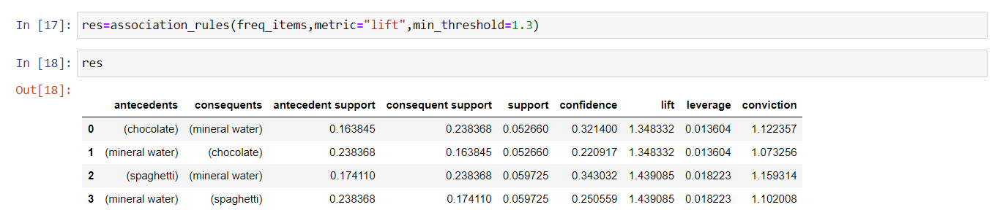 In [17]: res=association_rules(freq_items,metric="lift",min_threshold=1.3)
In [18]: res
Out[18]:
antecedents consequents antecedent support consequent support support confidence lift leverage conviction
0 (chocolate) (mineral water) 0.163845 0.238368 0.052660 0.321400 1.348332 0.013604 1.122357
1 (mineral water) (chocolate) 0.238368 0.163845 0.052660 0.220917 1.348332 0.013604 1.073256
2 (spaghetti) (mineral water) 0.174110 0.238368 0.059725 0.343032 1.439085 0.018223 1.159314
3 (mineral water) (spaghetti) 0.238368 0.174110 0.059725 0.250559 1.439085 0.018223 1.102008